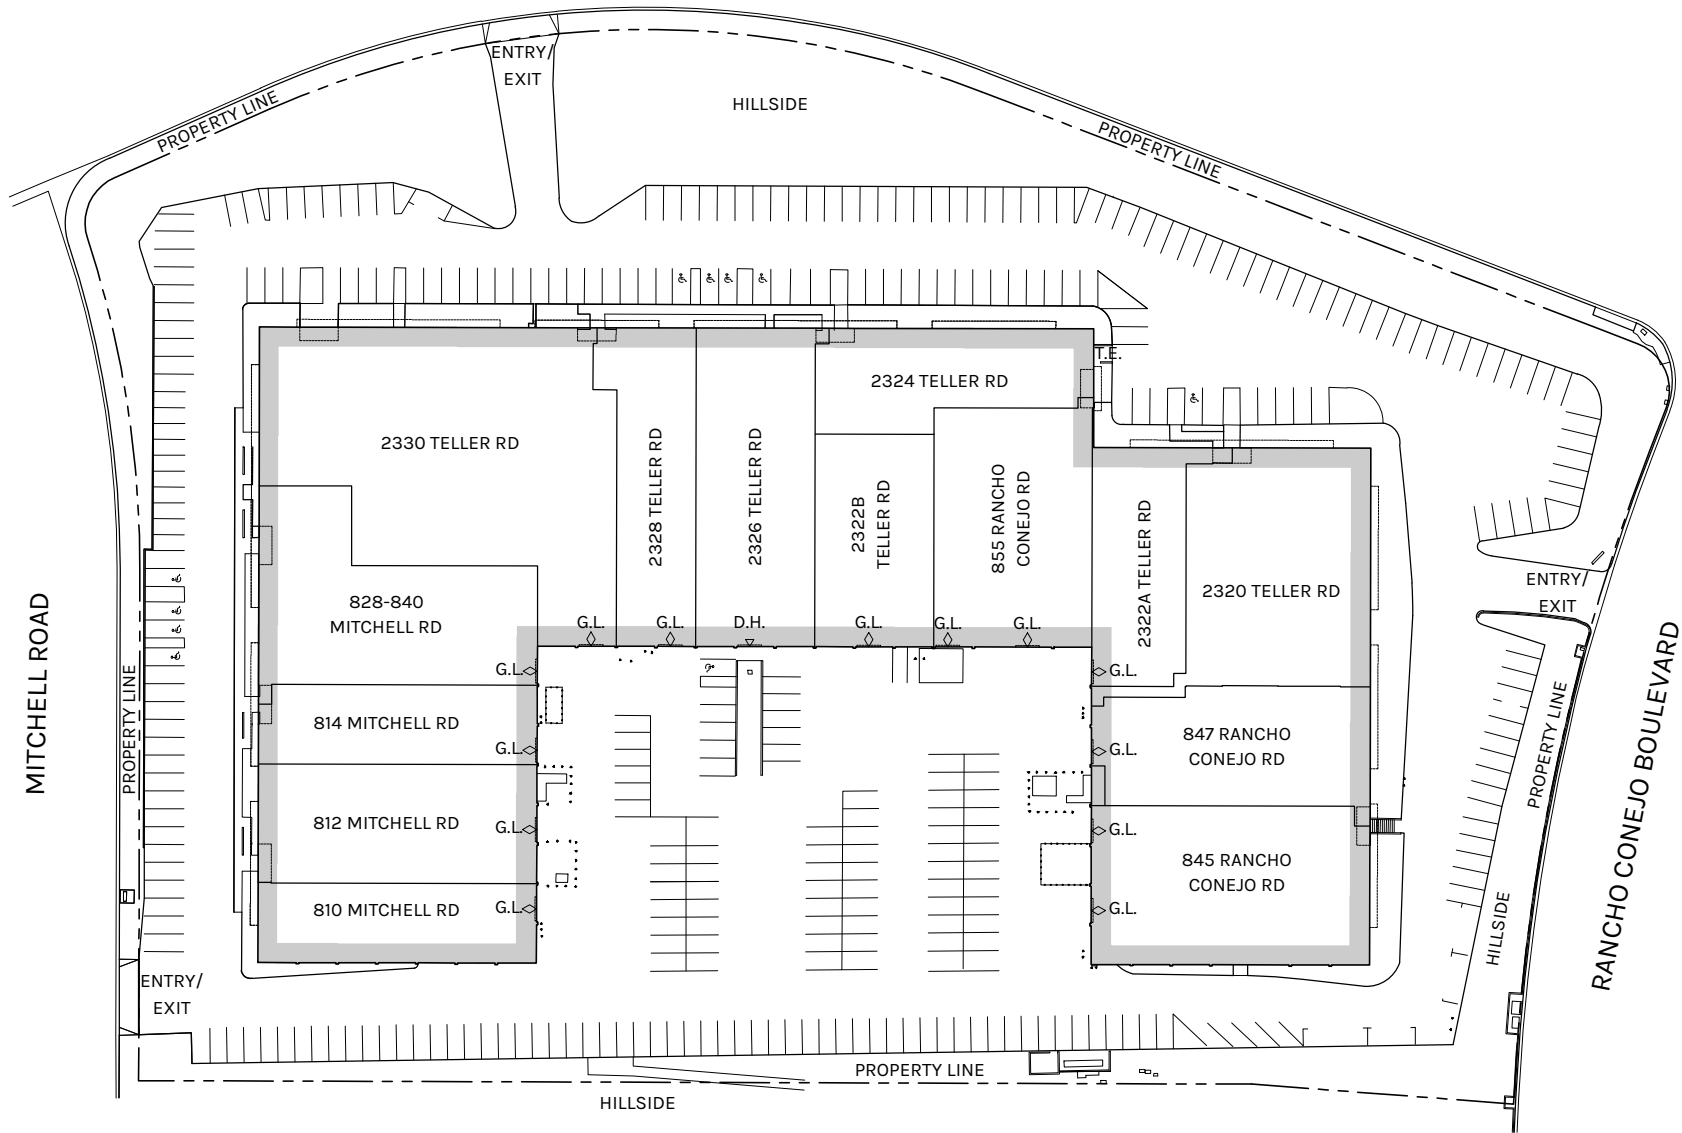 ENTRY/
EXIT
HILLSIDE
PROPERTY LINE
PROPERTY LINE
T.E.
2324 TELLER RD
2330 TELLER RD
2328 TELLER RD
2326 TELLER RD
2322B
TELLER RD
855 RANCHO
CONEJO RD
2322A TELLER RD
2320 TELLER RD
ENTRY/
EXIT
828-840
MITCHELL RD
G.L.
G.L.
D.H.
G.L.
G.L.
G.L.
G.L.
G.L.
MITCHELL ROAD
PROPERTY LINE
814 MITCHELL RD
G.L.
G.L.
847 RANCHO
CONEJO RD
PROPERTY LINE
RANCHO CONEJO BOULEVARD
812 MITCHELL RD
G.L.
G.L.
845 RANCHO
CONEJO RD
810 MITCHELL RD
G.L.
G.L.
HILLSIDE
ENTRY/
EXIT
PROPERTY LINE
HILLSIDE